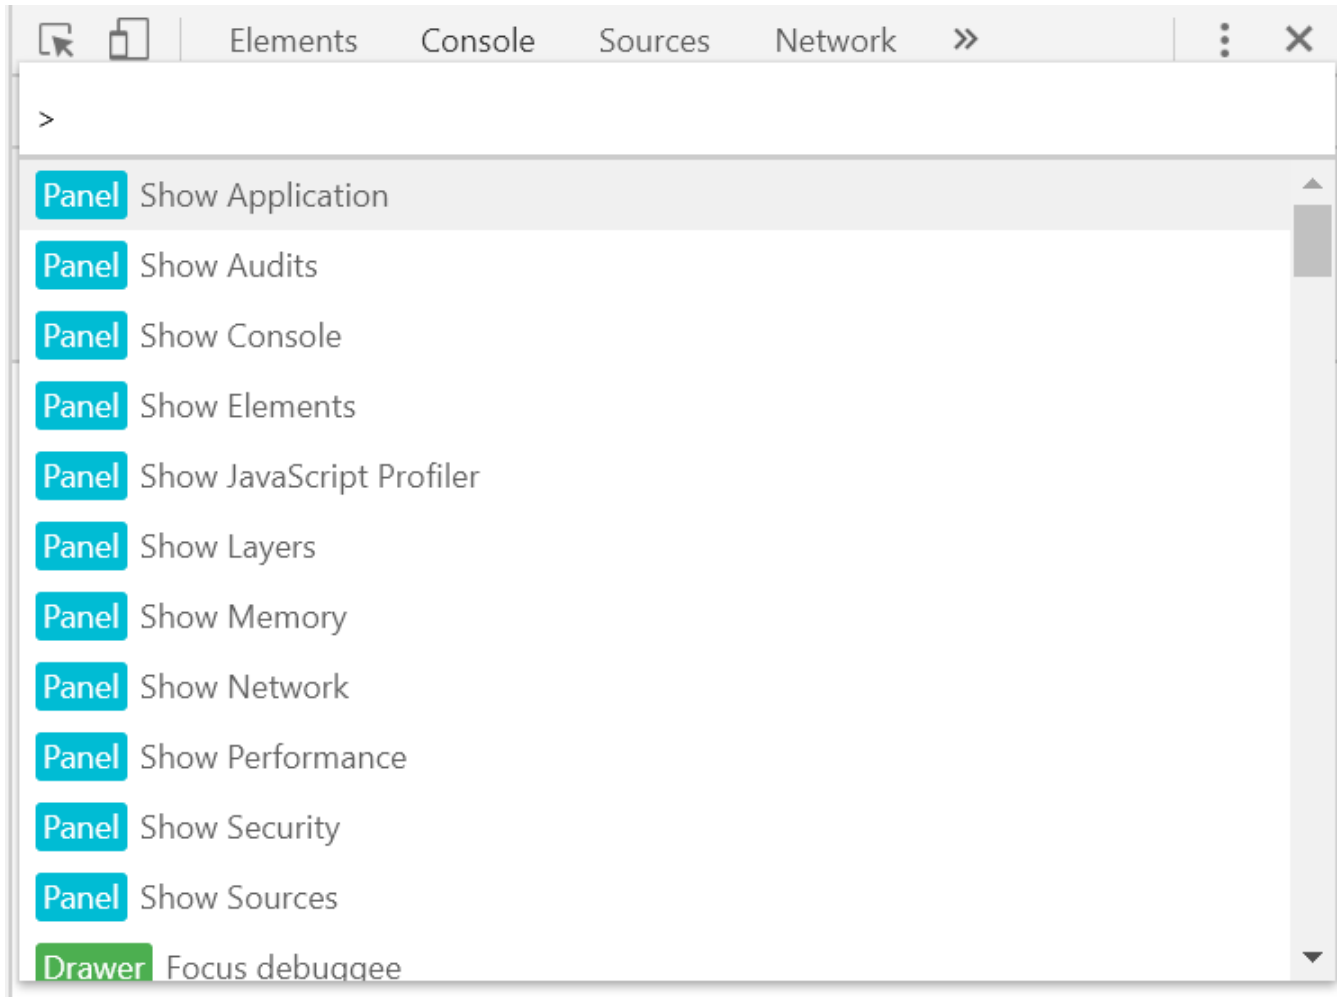 Elements Console Sources Network »
>
Panel Show Application
Panel Show Audits
Panel Show Console
Panel Show Elements
Panel Show JavaScript Profiler
Panel Show Layers
Panel Show Memory
Panel Show Network
Panel Show Performance
Panel Show Security
Panel Show Sources
Drawer Focus debuggee